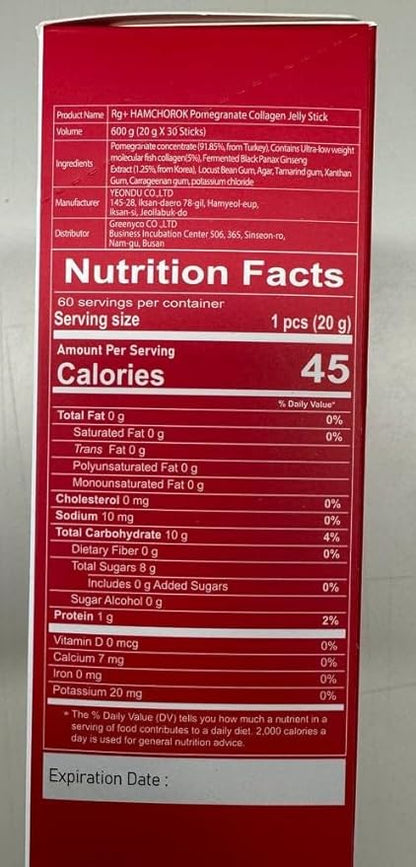 Product Name Rg+ HAMCHOROK Pomegranate Collagen Jelly Stick
Volume 600 g (20 g X 30 Sticks)
Ingredients Pomegranate concentrate (91.85%, from Turkey), Contains Ultra-low weight
molecular fish collagen(5%), Fermented Black Panax Ginseng
Extract (1.25%, from Korea), Locust Bean Gum, Agar, Tamarind gum, Xanthan
Gum, Carrageenan gum, potassium chloride
Manufacturer YEONDU CO.,LTD
145-28, Iksan-daero 78-gil, Hamyeol-eup,
Iksan-si, Jeollabuk-do
Distributor Greenyco CO.,LTD
Business Incubation Center 506, 365, Sinseon-ro,
Nam-gu, Busan
Nutrition Facts
60 servings per container
Serving size 1 pcs (20 g)
Amount Per Serving
Calories 45
% Daily Value*
Total Fat 0 g 0%
Saturated Fat 0 g 0%
Trans Fat 0 g
Polyunsaturated Fat 0 g
Monounsaturated Fat 0 g
Cholesterol 0 mg 0%
Sodium 10 mg 0%
Total Carbohydrate 10 g 4%
Dietary Fiber 0 g 0%
Total Sugars 8 g
Includes 0 g Added Sugars 0%
Sugar Alcohol 0 g
Protein 1 g 2%
Vitamin D 0 mcg 0%
Calcium 7 mg 0%
Iron 0 mg 0%
Potassium 20 mg 0%
* The % Daily Value (DV) tells you how much a nutrient in a
serving of food contributes to a daily diet. 2,000 calories a
day is used for general nutrition advice.
Expiration Date :